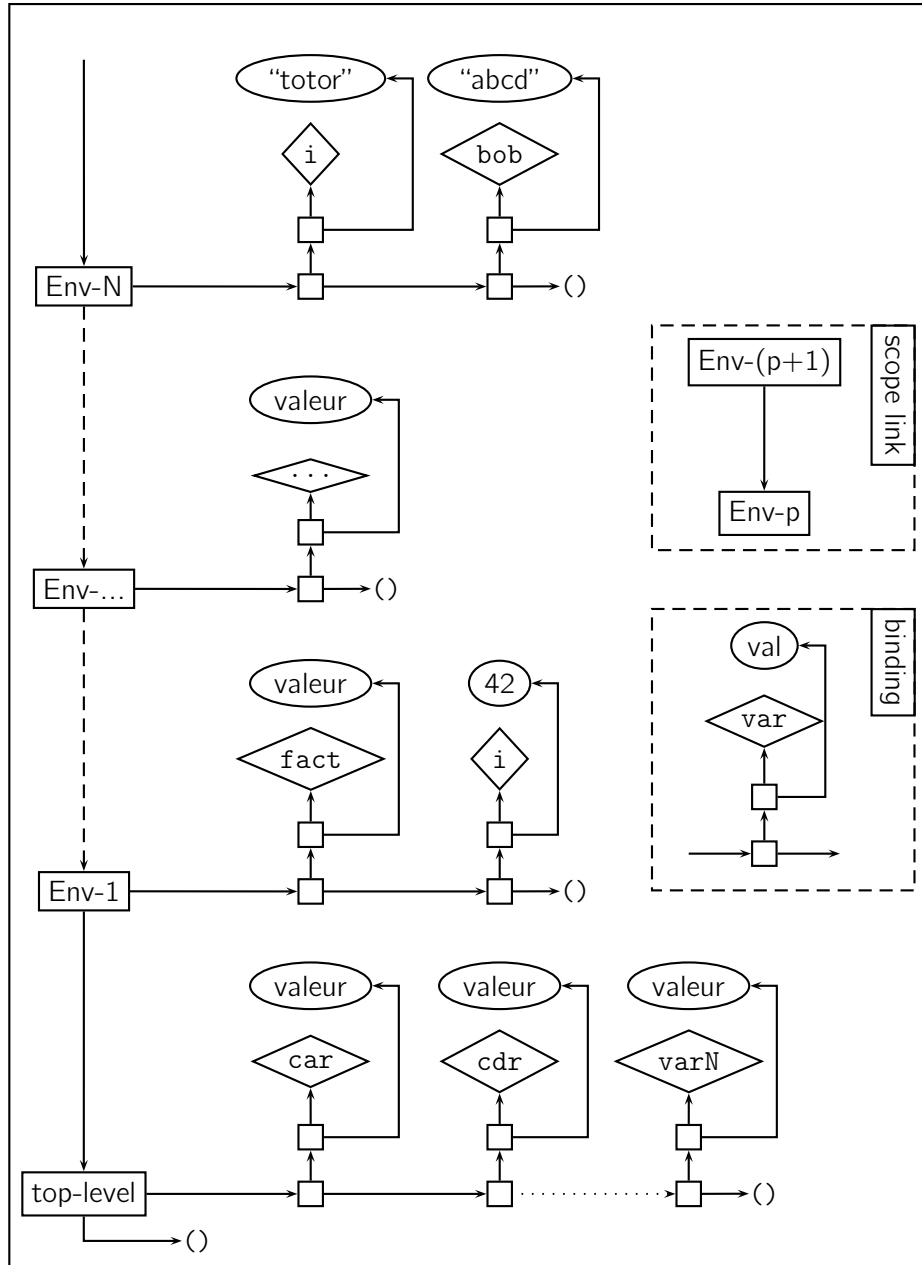 “totor” “abcd”
i bob
Env-N ()
scope link
Env-(p+1)
Env-p
valeur
...
Env-... ()
binding
val
var
valeur 42
fact i
Env-1 ()
valeur valeur valeur
car cdr varN
top-level ()
()